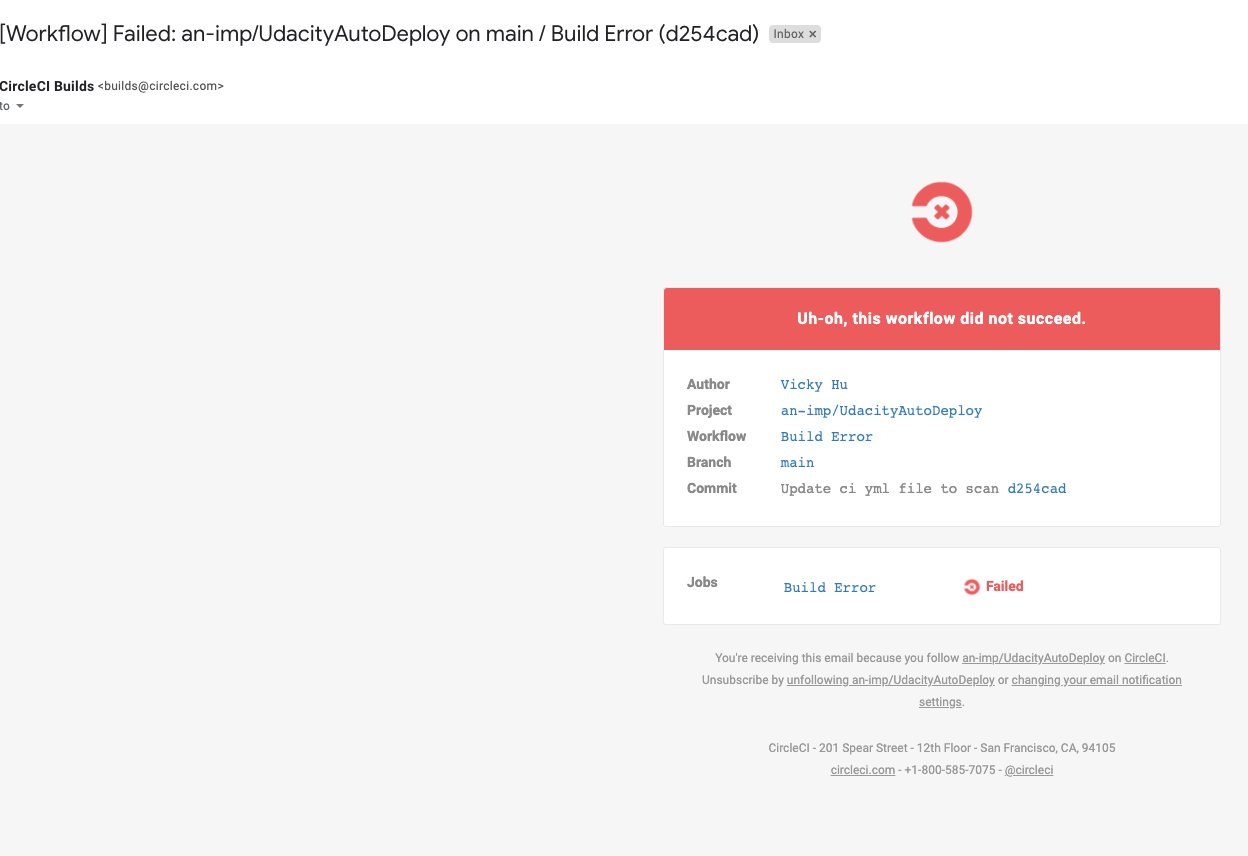 [Workflow] Failed: an-imp/UdacityAutoDeploy on main / Build Error (d254cad) Inbox ×
CircleCI Builds <builds@circleci.com>
to
Uh-oh, this workflow did not succeed.
Author Vicky Hu
Project an-imp/UdacityAutoDeploy
Workflow Build Error
Branch main
Commit Update ci yml file to scan d254cad
Jobs Build Error Failed
You're receiving this email because you follow an-imp/UdacityAutoDeploy on CircleCI.
Unsubscribe by unfollowing an-imp/UdacityAutoDeploy or changing your email notification
settings.
CircleCI - 201 Spear Street - 12th Floor - San Francisco, CA, 94105
circleci.com - +1-800-585-7075 - @circleci